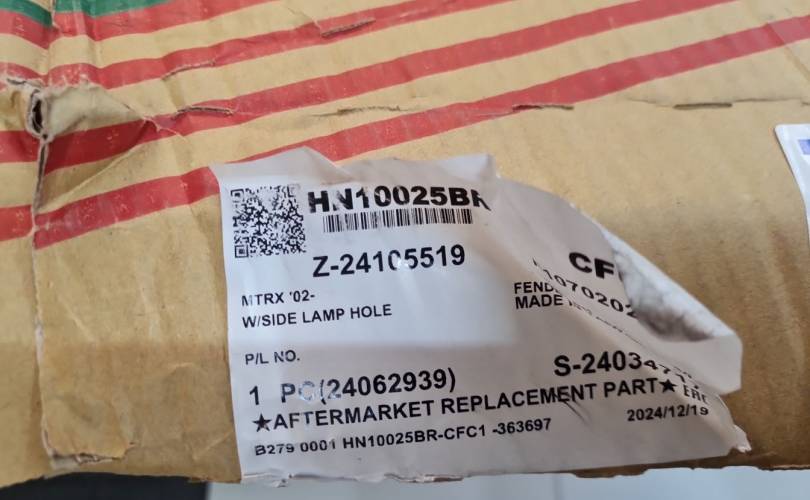 HN10025BR
Z-24105519
CF
MTRX '02-
W/SIDE LAMP HOLE
FEND
MADE
P/L NO.
1 PC(24062939)
★AFTERMARKET REPLACEMENT PART★
2024/12/19
B279 0001 HN10025BR-CFC1 -363697